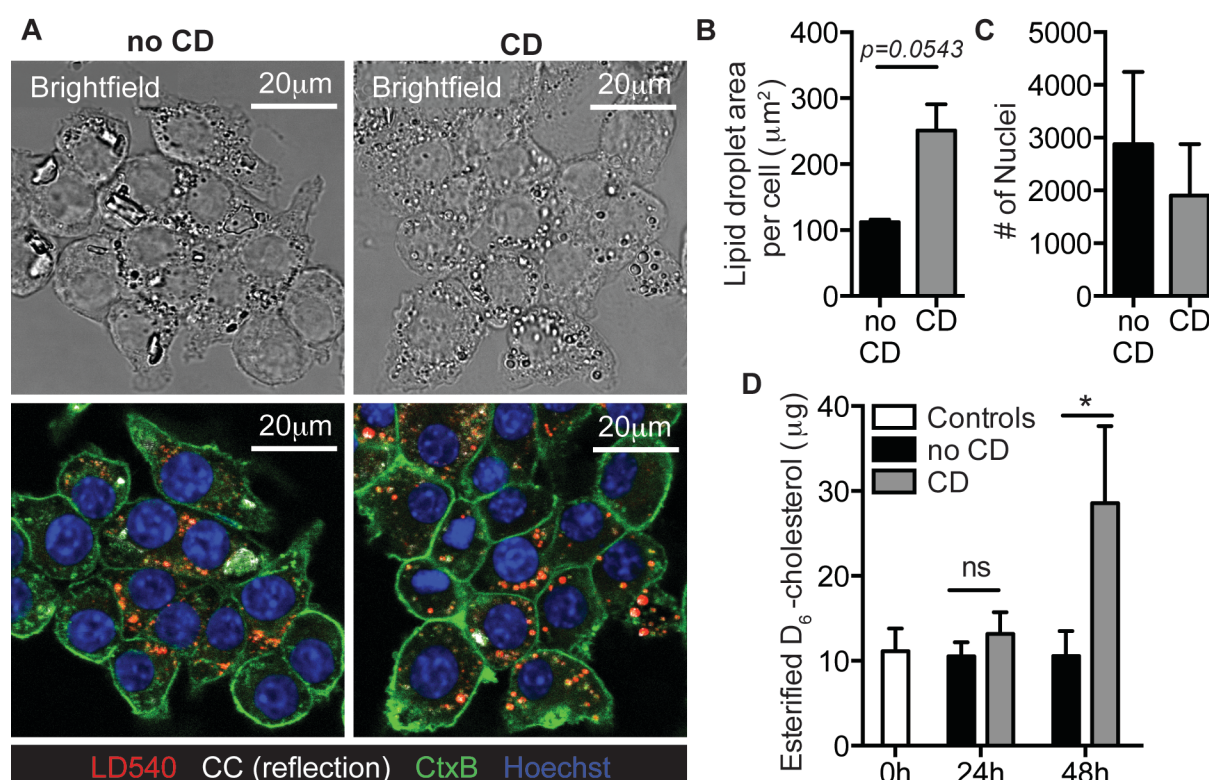 A
no CD
CD
Brightfield
20μm
Brightfield
20μm
20μm
20μm
LD540 CC (reflection) CtxB Hoechst
B
Lipid droplet area
per cell (μm²)
400
300
200
100
0
p=0.0543
no
CD
CD
C
# of Nuclei
5000
4000
3000
2000
1000
0
no
CD
CD
D
Esterified D₆-cholesterol (μg)
40
30
20
10
0
Controls
no CD
CD
ns
*
0h
24h
48h